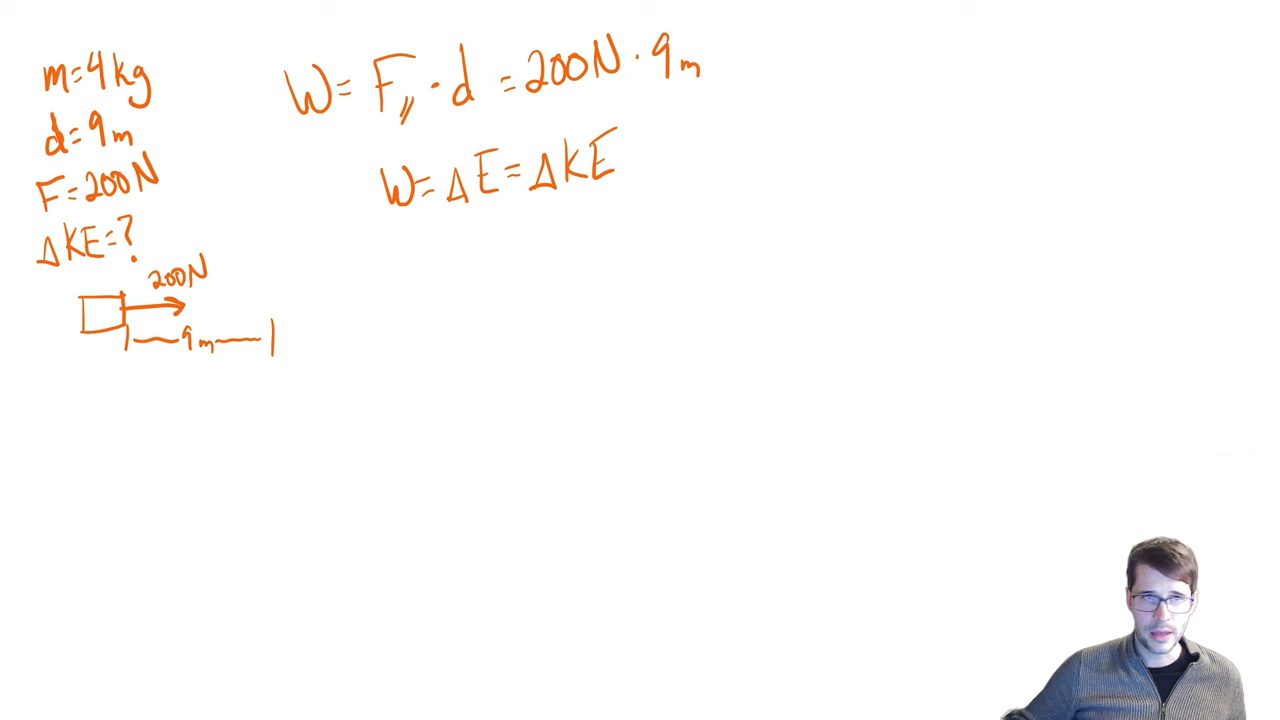 m=4kg
d=9m
F=200N
ΔKE=?
200N
9m
W=F∥·d=200N·9m
W=ΔE=ΔKE